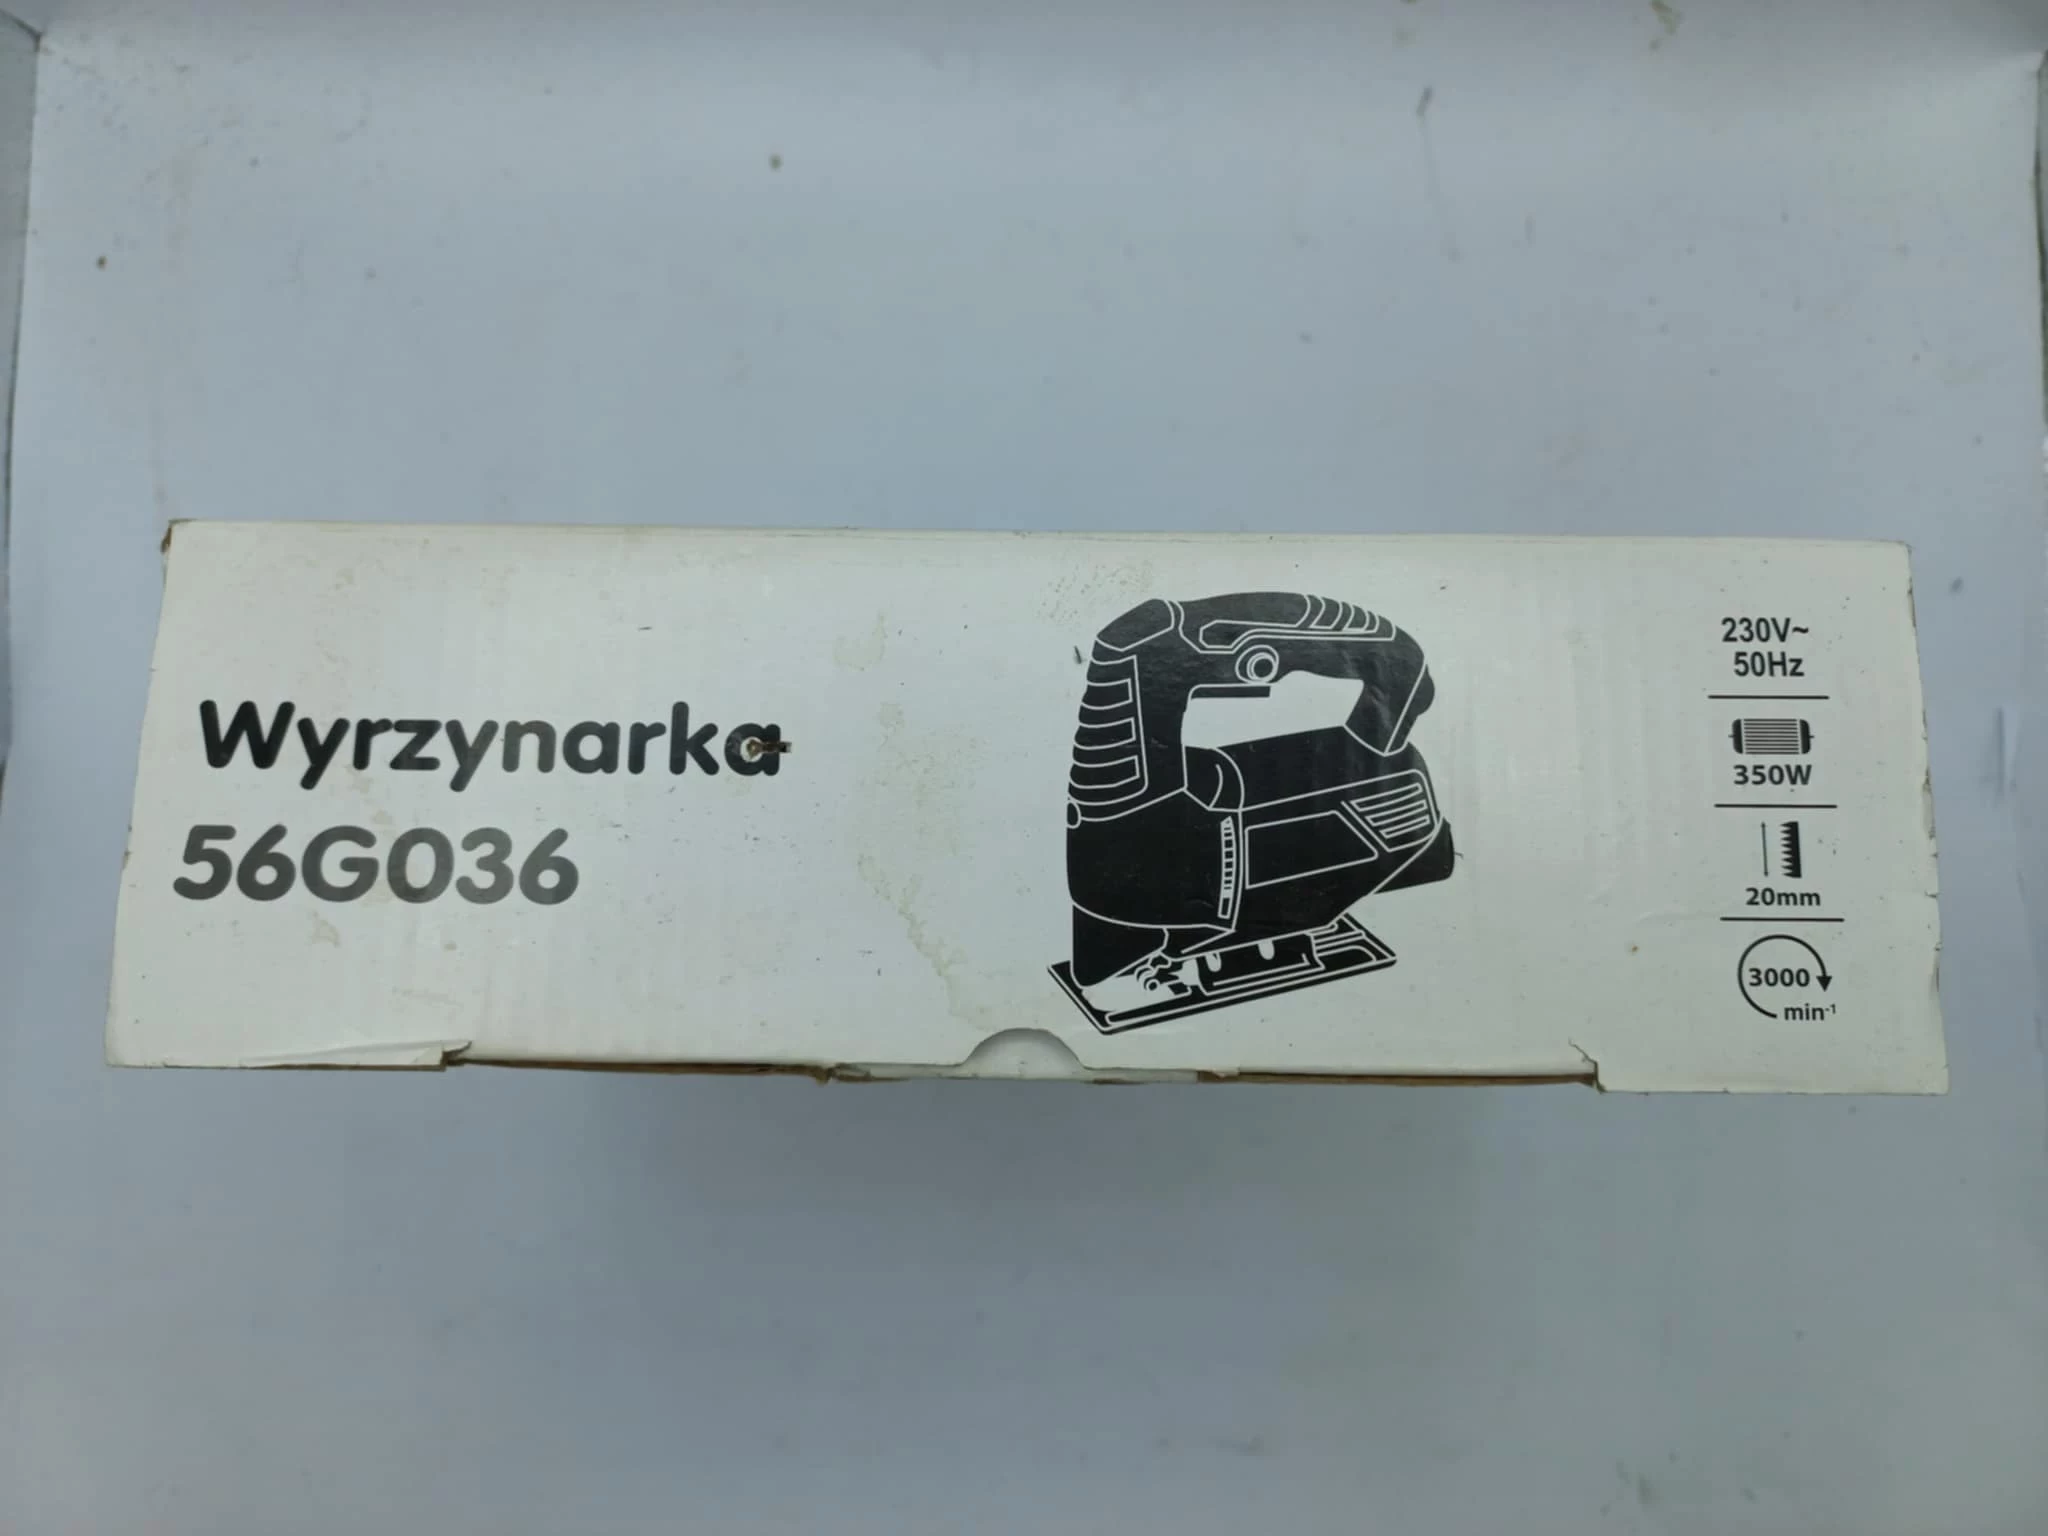 Wyrzynarka
56G036
230V~
50Hz
350W
20mm
3000
min⁻¹